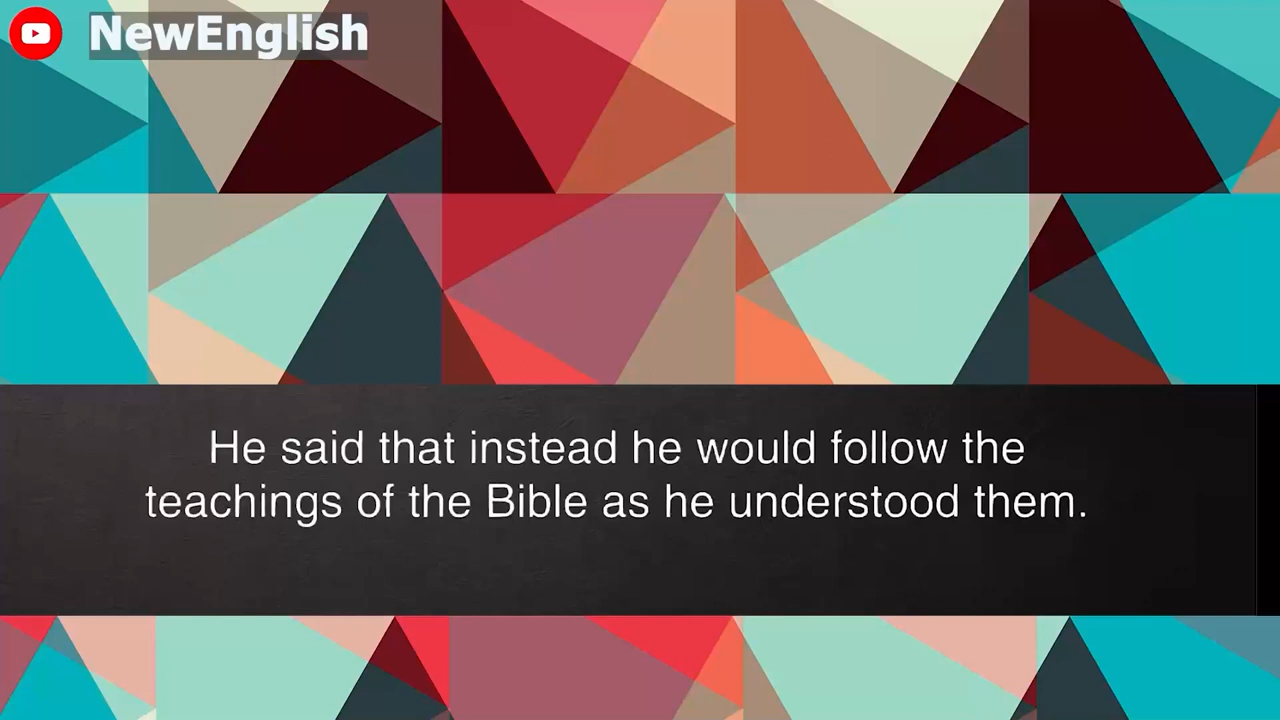 NewEnglish
He said that instead he would follow the
teachings of the Bible as he understood them.